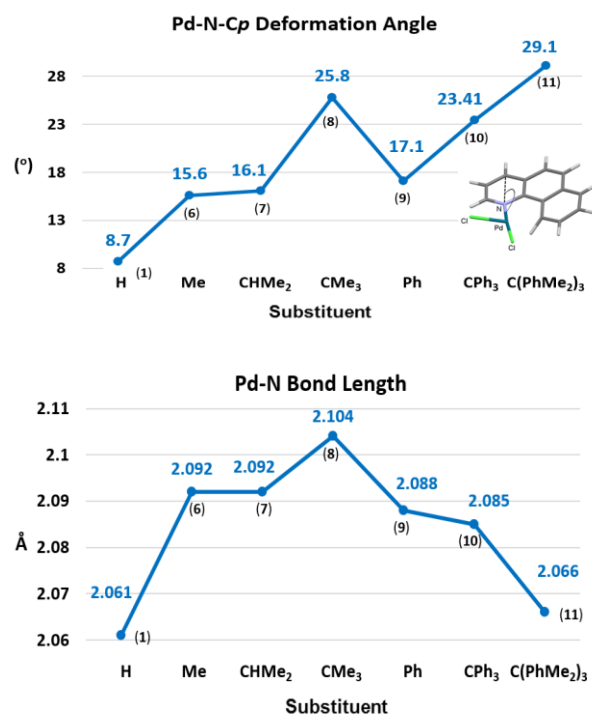 Pd-N-Cp Deformation Angle
29.1
28
25.8
(11)
23.41
23
(8)
(10)
(°)
17.1
18
15.6
16.1
(9)
(6)
(7)
13
8.7
N
Cl
Pd
Cl
8
(1)
H
Me
CHMe₂
CMe₃
Ph
CPh₃
C(PhMe₂)₃
Substituent
Pd-N Bond Length
2.11
2.104
2.1
2.092
2.092
(8)
2.088
2.085
2.09
(6)
(7)
(9)
(10)
Å
2.08
2.066
2.07
2.061
(11)
2.06
(1)
H
Me
CHMe₂
CMe₃
Ph
CPh₃
C(PhMe₂)₃
Substituent